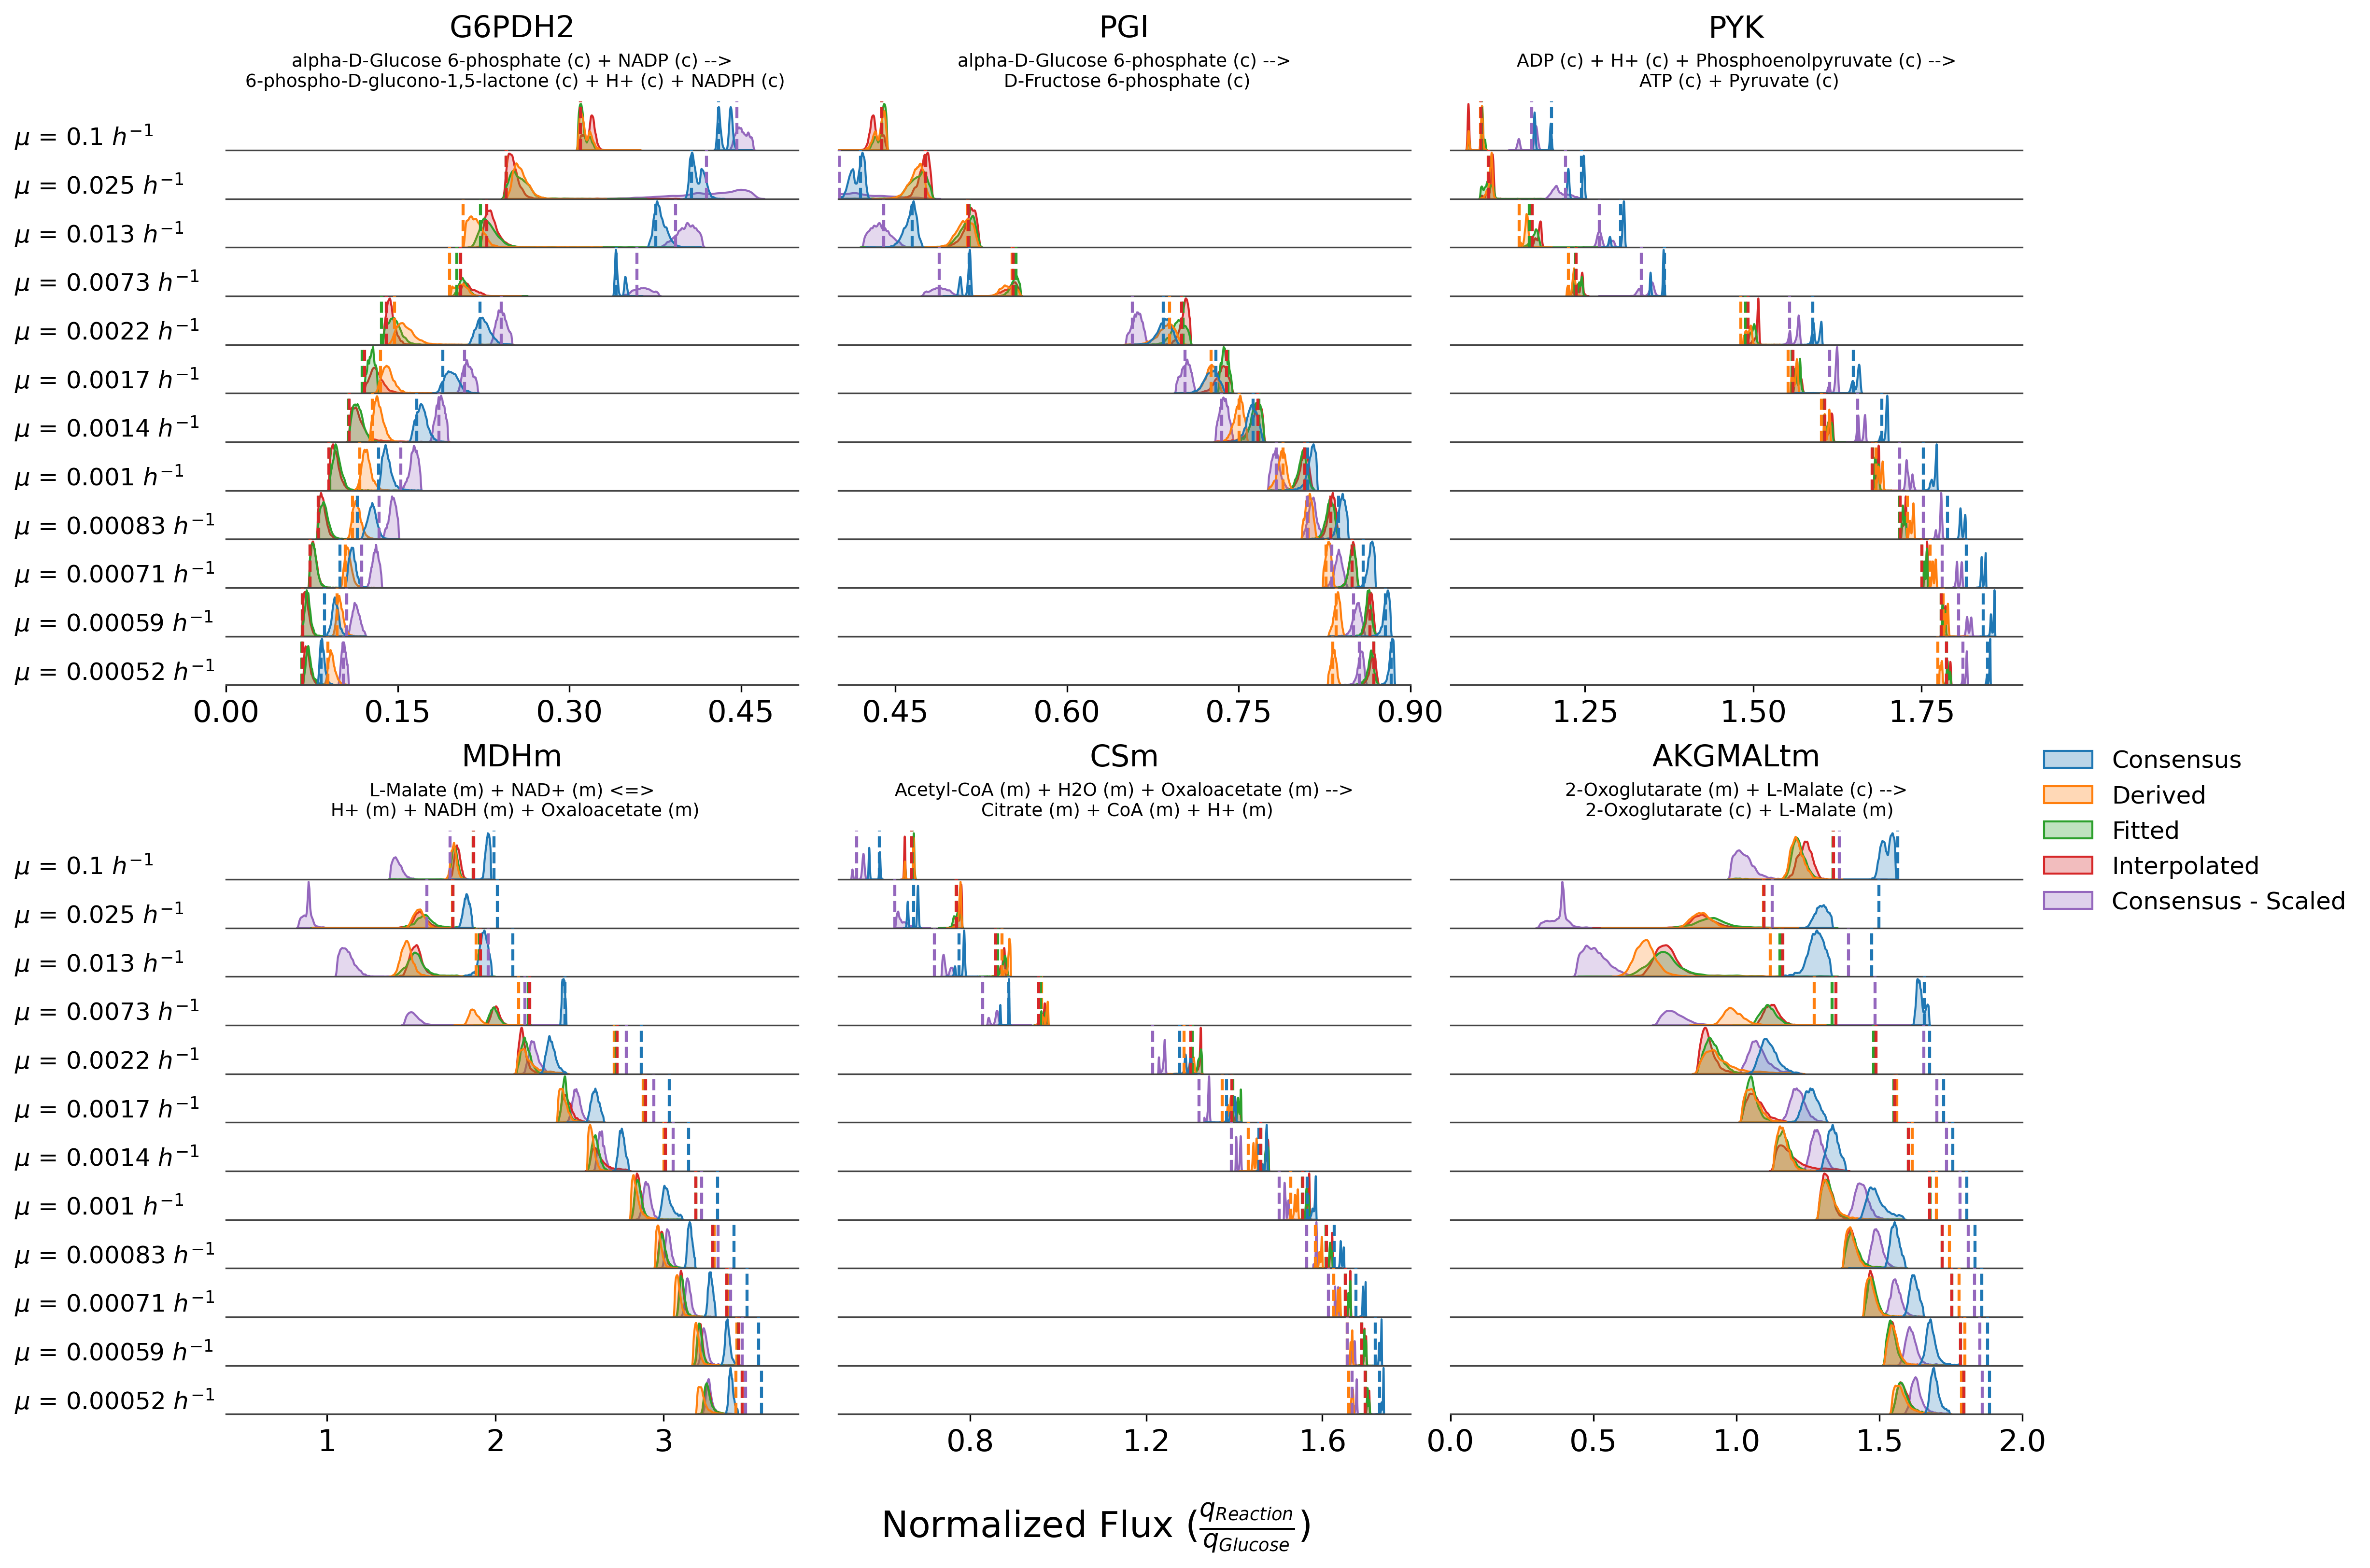 G6PDH2
alpha-D-Glucose 6-phosphate (c) + NADP (c) -->
6-phospho-D-glucono-1,5-lactone (c) + H+ (c) + NADPH (c)
PGI
alpha-D-Glucose 6-phosphate (c) -->
D-Fructose 6-phosphate (c)
PYK
ADP (c) + H+ (c) + Phosphoenolpyruvate (c) -->
ATP (c) + Pyruvate (c)
μ = 0.1 h⁻¹
μ = 0.025 h⁻¹
μ = 0.013 h⁻¹
μ = 0.0073 h⁻¹
μ = 0.0022 h⁻¹
μ = 0.0017 h⁻¹
μ = 0.0014 h⁻¹
μ = 0.001 h⁻¹
μ = 0.00083 h⁻¹
μ = 0.00071 h⁻¹
μ = 0.00059 h⁻¹
μ = 0.00052 h⁻¹
0.00 0.15 0.30 0.45
0.45 0.60 0.75 0.90
1.25 1.50 1.75
MDHm
L-Malate (m) + NAD+ (m) <=>
H+ (m) + NADH (m) + Oxaloacetate (m)
CSm
Acetyl-CoA (m) + H2O (m) + Oxaloacetate (m) -->
Citrate (m) + CoA (m) + H+ (m)
AKGMALtm
2-Oxoglutarate (m) + L-Malate (c) -->
2-Oxoglutarate (c) + L-Malate (m)
Consensus
Derived
Fitted
Interpolated
Consensus - Scaled
μ = 0.1 h⁻¹
μ = 0.025 h⁻¹
μ = 0.013 h⁻¹
μ = 0.0073 h⁻¹
μ = 0.0022 h⁻¹
μ = 0.0017 h⁻¹
μ = 0.0014 h⁻¹
μ = 0.001 h⁻¹
μ = 0.00083 h⁻¹
μ = 0.00071 h⁻¹
μ = 0.00059 h⁻¹
μ = 0.00052 h⁻¹
1 2 3
0.8 1.2 1.6
0.0 0.5 1.0 1.5 2.0
Normalized Flux (qReaction/qGlucose)